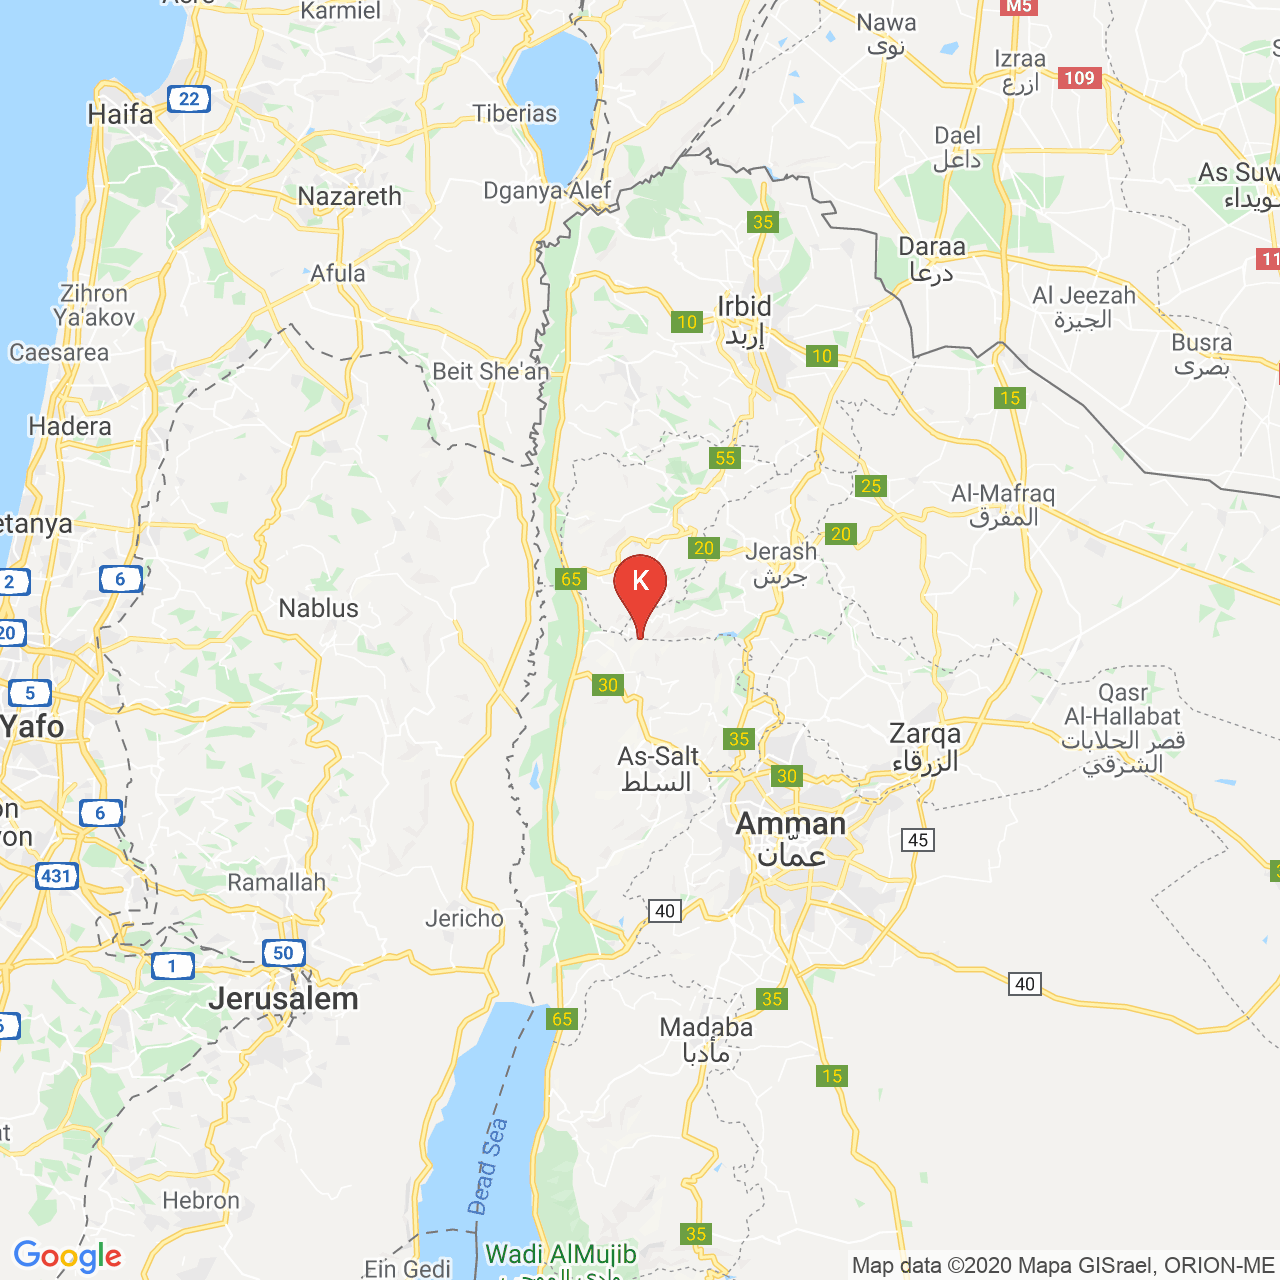 Karmiel
M5
Nawa
نوى
Izraa
ازرع
109
22
Haifa
Tiberias
Dael
داعل
Nazareth
Dganya Alef
As Suw
35
Daraa
درعا
11
Afula
Zihron
Ya'akov
Al Jeezah
الجيزة
Irbid
إربد
10
10
Caesarea
Beit She'an
Busra
بصرى
15
Hadera
55
25
Al-Mafraq
المفرق
etanya
20
20
Jerash
جرش
2
6
65
K
Nablus
20
5
30
Qasr
Al-Hallabat
قصر الحلابات
الشرقي
Yafo
35
Zarqa
الزرقاء
As-Salt
السلط
30
on
von
6
Amman
عمّان
45
431
Ramallah
Jericho
40
50
1
40
Jerusalem
35
65
6
Madaba
مأدبا
15
at
Dead Sea
Hebron
35
Wadi AlMujib
Google
Ein Gedi
Map data ©2020 Mapa GISrael, ORION-ME